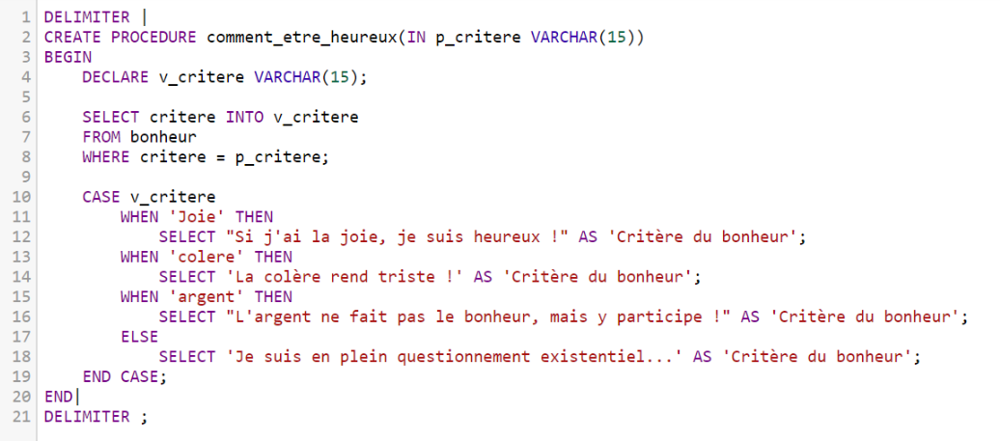 1 DELIMITER |
2 CREATE PROCEDURE comment_etre_heureux(IN p_critere VARCHAR(15))
3 BEGIN
4     DECLARE v_critere VARCHAR(15);
5
6     SELECT critere INTO v_critere
7     FROM bonheur
8     WHERE critere = p_critere;
9
10     CASE v_critere
11         WHEN 'Joie' THEN
12             SELECT "Si j'ai la joie, je suis heureux !" AS 'Critère du bonheur';
13         WHEN 'colere' THEN
14             SELECT 'La colère rend triste !' AS 'Critère du bonheur';
15         WHEN 'argent' THEN
16             SELECT "L'argent ne fait pas le bonheur, mais y participe !" AS 'Critère du bonheur';
17         ELSE
18             SELECT 'Je suis en plein questionnement existentiel...' AS 'Critère du bonheur';
19     END CASE;
20 END|
21 DELIMITER ;